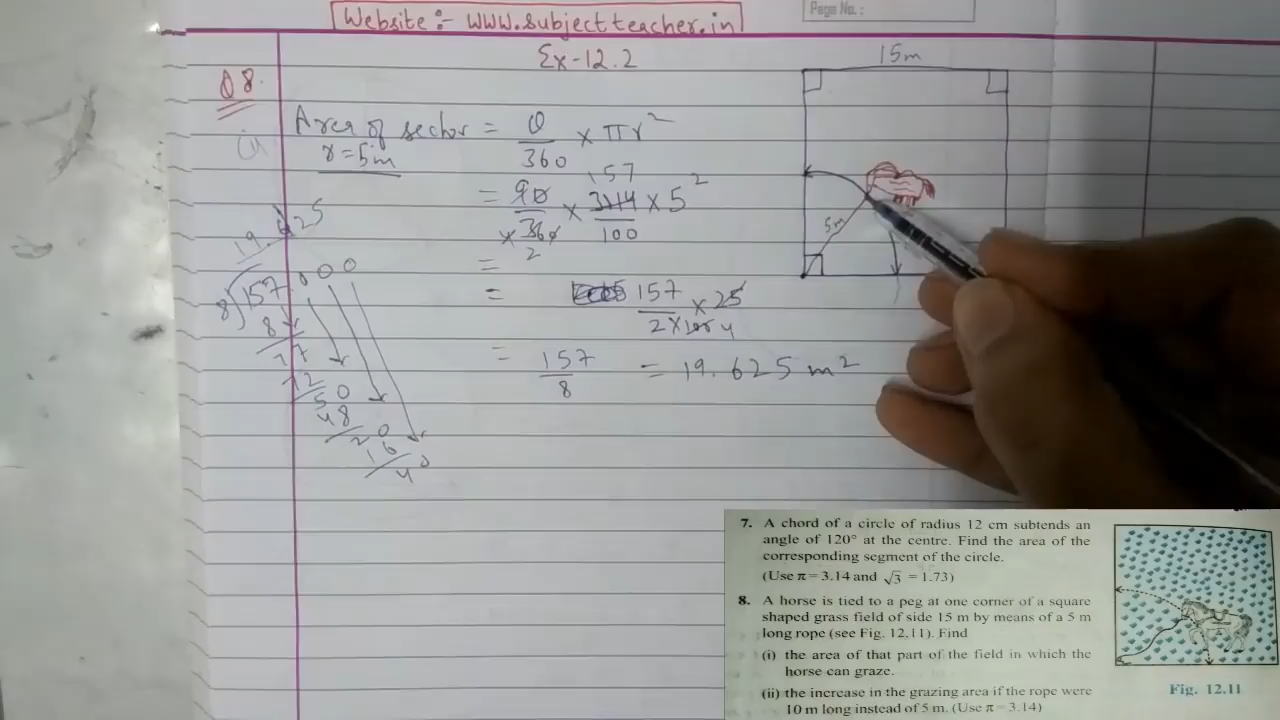 Website :- www.subjectteacher.in
Page No. :
Ex-12.2
15m
Q8.
(i)
Area of sector = θ/360 × πr²
r = 5m
= 90/360 × 314/100 × 5²
157
2
5m
=
= 157/2×100 × 25
4
= 157/8 = 19.625 m²
19.625
8)157.000
8
77
72
50
48
20
16
40
7. A chord of a circle of radius 12 cm subtends an
angle of 120° at the centre. Find the area of the
corresponding segment of the circle.
(Use π = 3.14 and √3 = 1.73)
8. A horse is tied to a peg at one corner of a square
shaped grass field of side 15 m by means of a 5 m
long rope (see Fig. 12.11). Find
(i) the area of that part of the field in which the
horse can graze.
(ii) the increase in the grazing area if the rope were
10 m long instead of 5 m. (Use π = 3.14)
Fig. 12.11